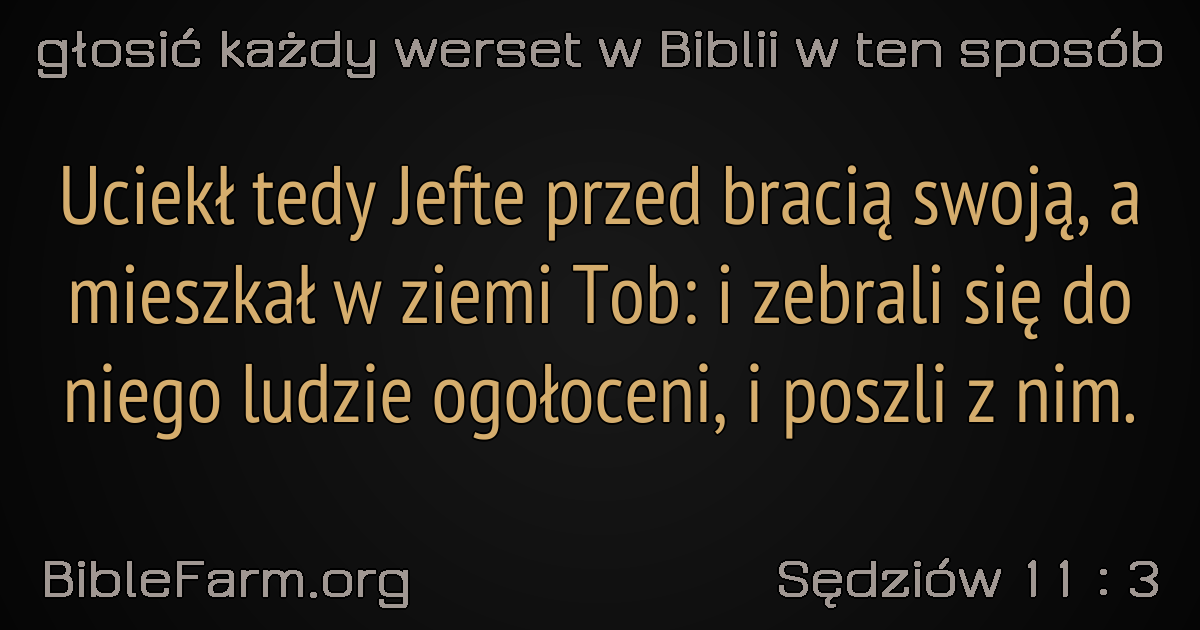 głosić każdy werset w Biblii w ten sposób
Uciekł tedy Jefte przed bracią swoją, a
mieszkał w ziemi Tob: i zebrali się do
niego ludzie ogołoceni, i poszli z nim.
BibleFarm.org
Sędziów 11 : 3